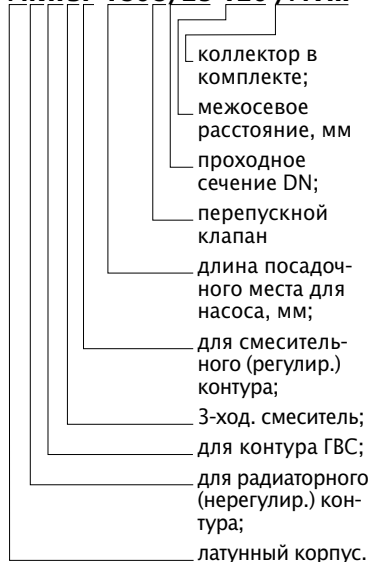 коллектор в
комплекте;
межосевое
расстояние, мм
проходное
сечение DN;
перепускной
клапан
длина посадоч-
ного места для
насоса, мм;
для смеситель-
ного (регулир.)
контура;
3-ход. смеситель;
для контура ГВС;
для радиаторного
(нерегулир.) кон-
тура;
латунный корпус.